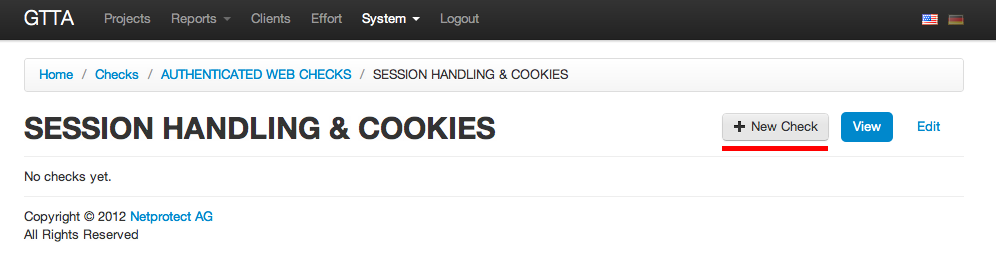 GTTA Projects Reports Clients Effort System Logout
Home / Checks / AUTHENTICATED WEB CHECKS / SESSION HANDLING & COOKIES
SESSION HANDLING & COOKIES
+ New Check View Edit
No checks yet.
Copyright © 2012 Netprotect AG
All Rights Reserved